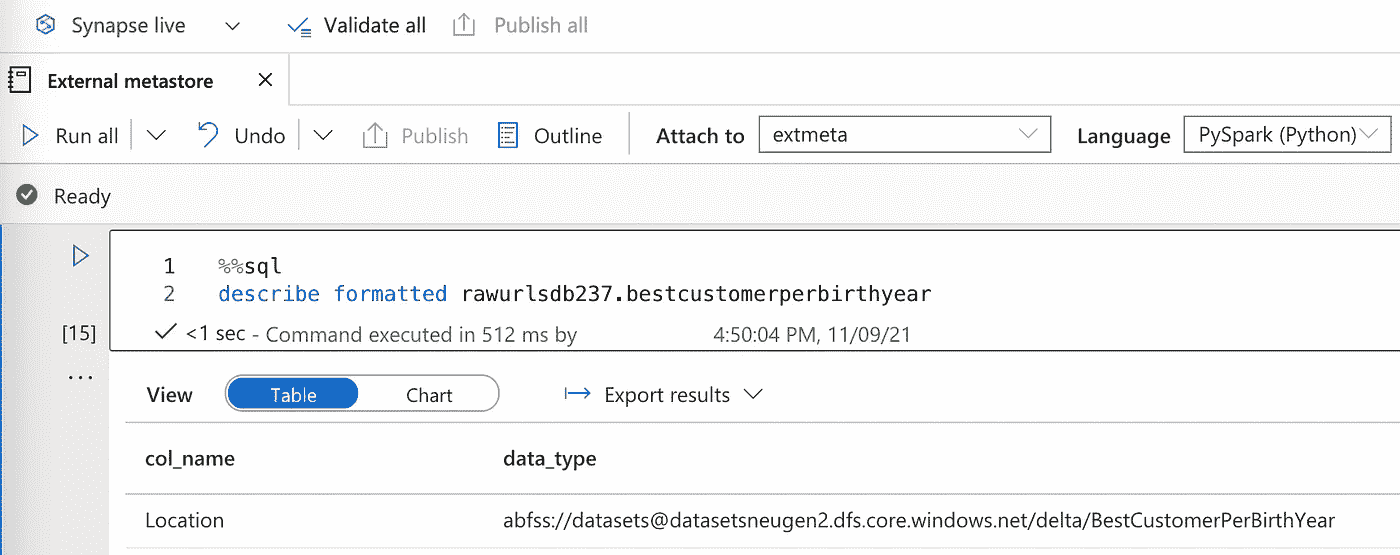 Synapse live Validate all Publish all
External metastore
Run all Undo Publish Outline Attach to extmeta Language PySpark (Python)
Ready
1 %%sql
2 describe formatted rawurlsdb237.bestcustomerperbirthyear
[15] <1 sec - Command executed in 512 ms by 4:50:04 PM, 11/09/21
...
View Table Chart Export results
col_name data_type
Location abfss://datasets@datasetsneugen2.dfs.core.windows.net/delta/BestCustomerPerBirthYear